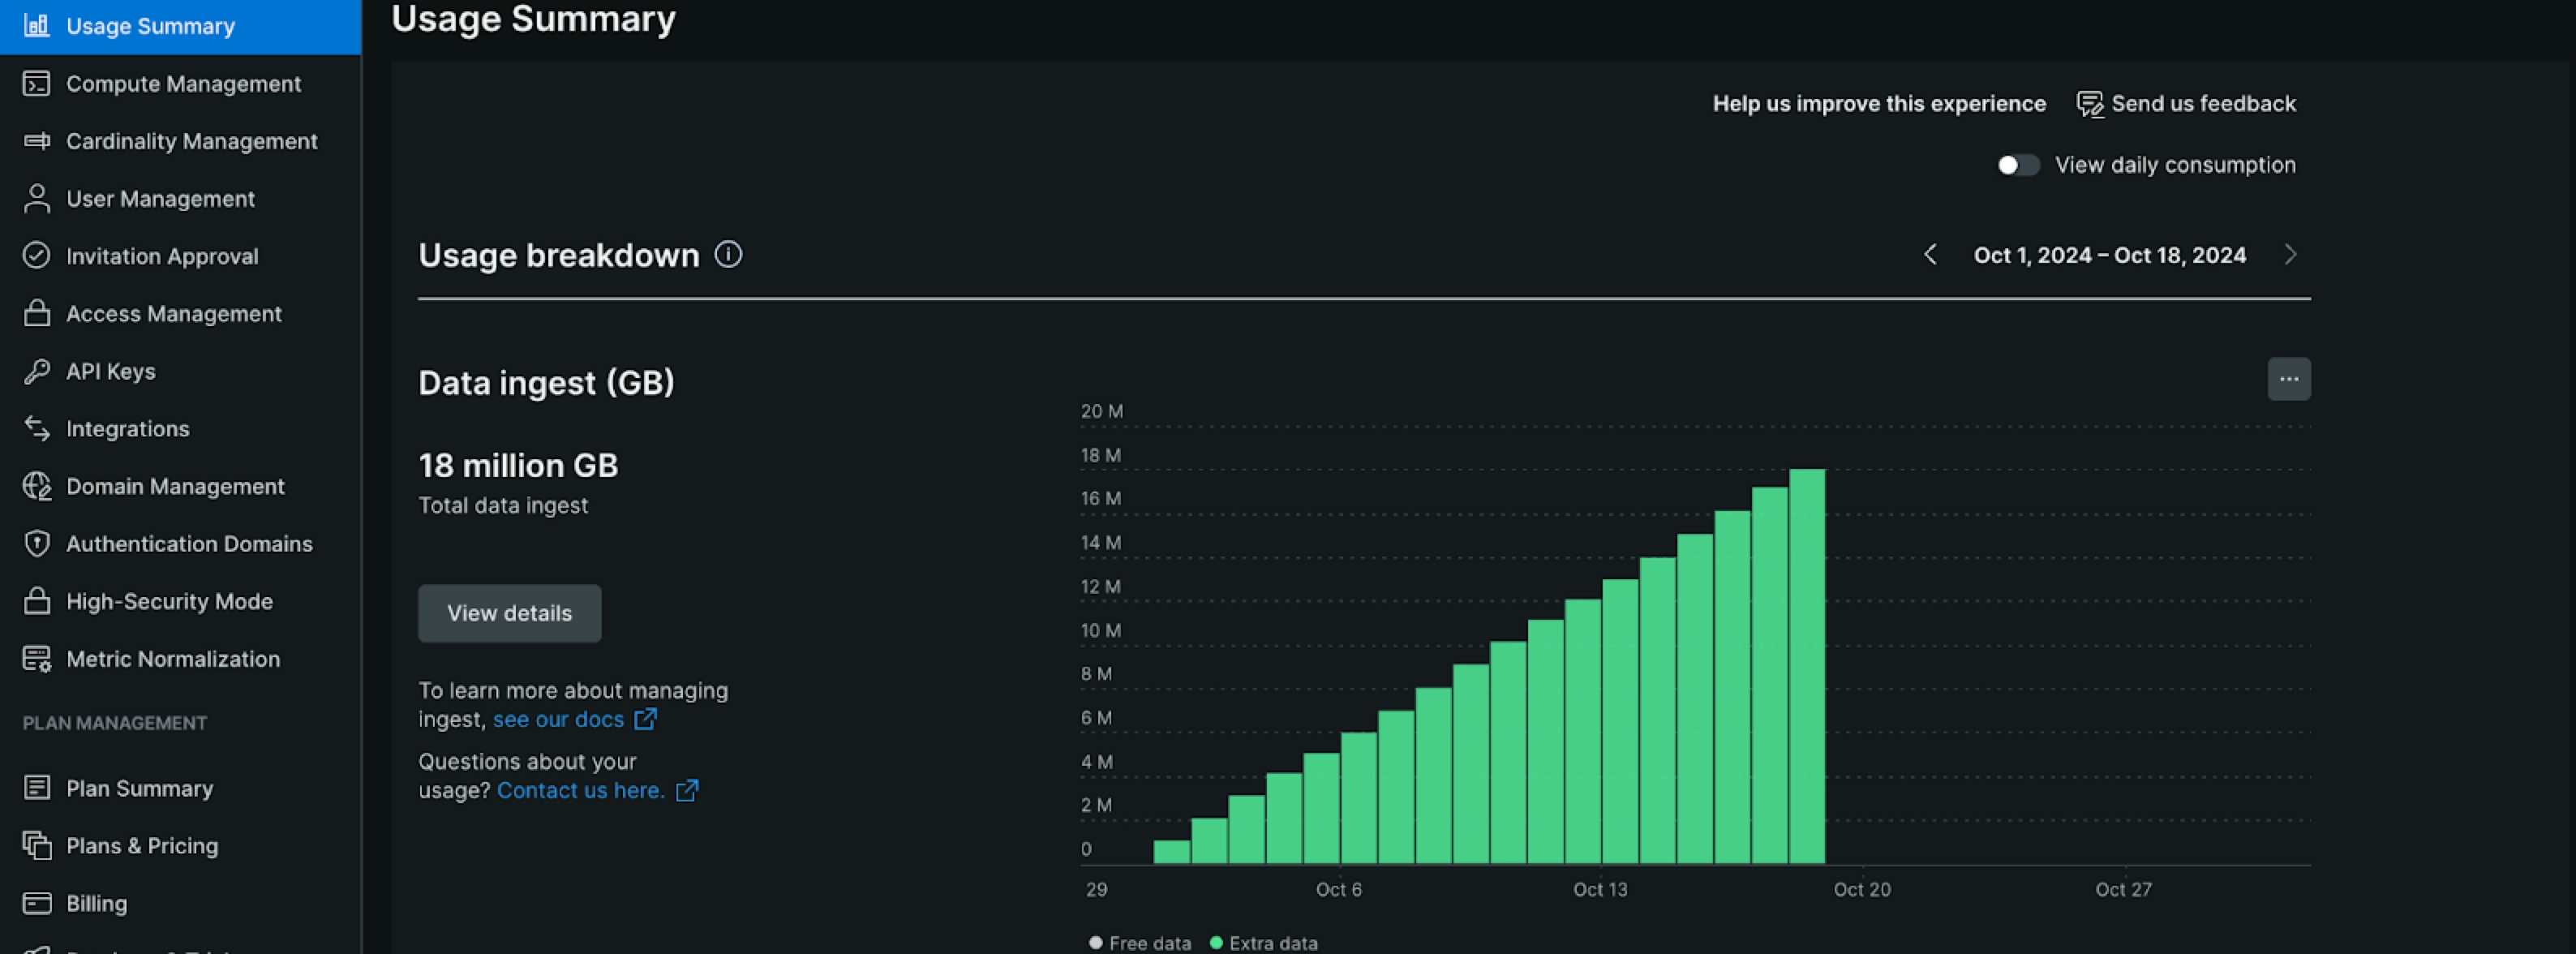 Usage Summary
Compute Management
Cardinality Management
User Management
Invitation Approval
Access Management
API Keys
Integrations
Domain Management
Authentication Domains
High-Security Mode
Metric Normalization
PLAN MANAGEMENT
Plan Summary
Plans & Pricing
Billing
Usage Summary
Help us improve this experience Send us feedback
View daily consumption
Usage breakdown
Oct 1, 2024 – Oct 18, 2024
Data ingest (GB)
18 million GB
Total data ingest
View details
To learn more about managing
ingest, see our docs
Questions about your
usage? Contact us here.
20 M
18 M
16 M
14 M
12 M
10 M
8 M
6 M
4 M
2 M
0
29 Oct 6 Oct 13 Oct 20 Oct 27
Free data Extra data